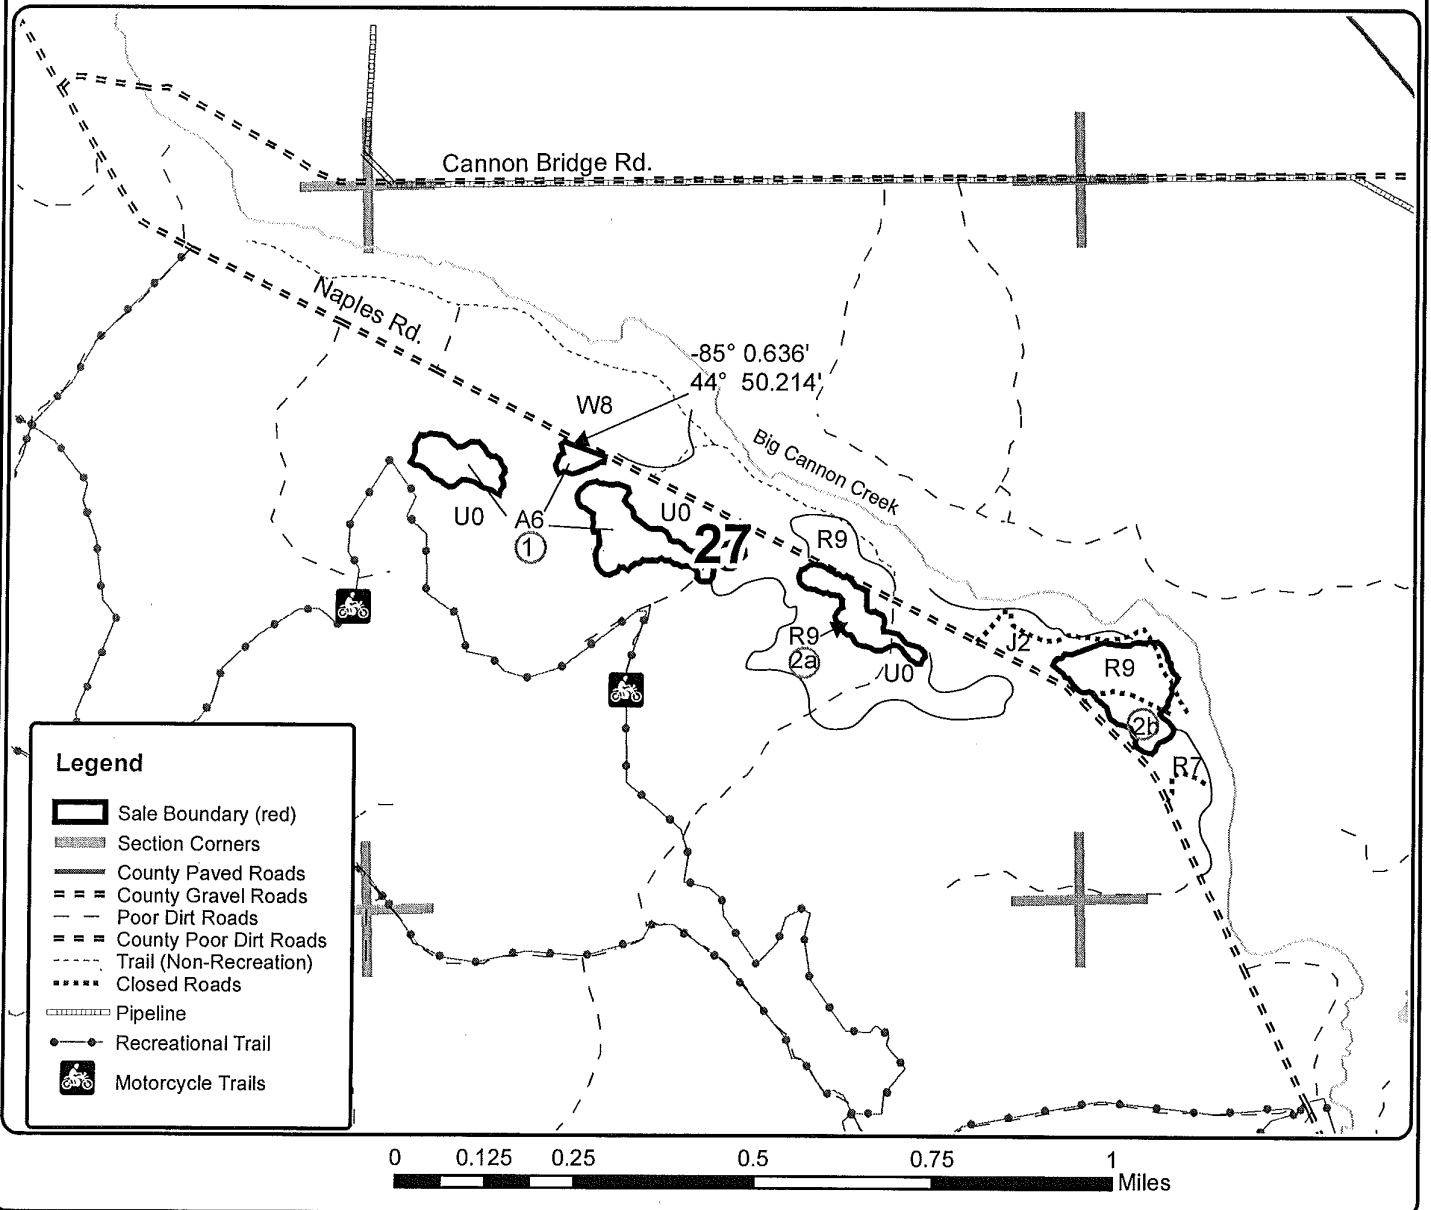 Cannon Bridge Rd.
Naples Rd.
-85° 0.636'
44° 50.214'
W8
Big Cannon Creek
U0
A6
1
U0
27
R9
R9
2a
U0
J2
R9
2b
R7
Legend
Sale Boundary (red)
Section Corners
County Paved Roads
County Gravel Roads
Poor Dirt Roads
County Poor Dirt Roads
Trail (Non-Recreation)
Closed Roads
Pipeline
Recreational Trail
Motorcycle Trails
0 0.125 0.25 0.5 0.75 1
Miles